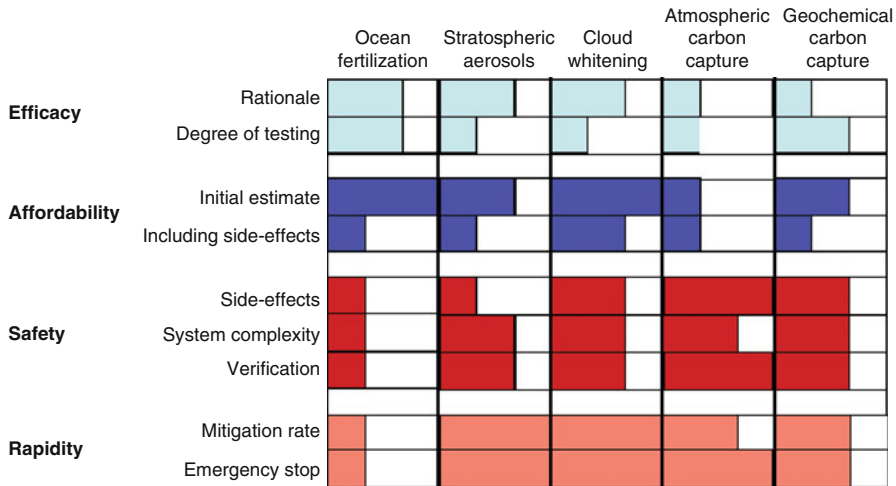 Ocean
fertilization
Stratospheric
aerosols
Cloud
whitening
Atmospheric
carbon
capture
Geochemical
carbon
capture
Efficacy
Rationale
Degree of testing
Affordability
Initial estimate
Including side-effects
Safety
Side-effects
System complexity
Verification
Rapidity
Mitigation rate
Emergency stop